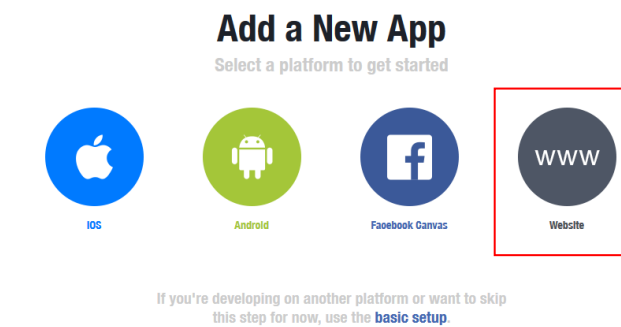 Add a New App
Select a platform to get started
www
iOS
Android
Facebook Canvas
Website
If you're developing on another platform or want to skip
this step for now, use the basic setup.